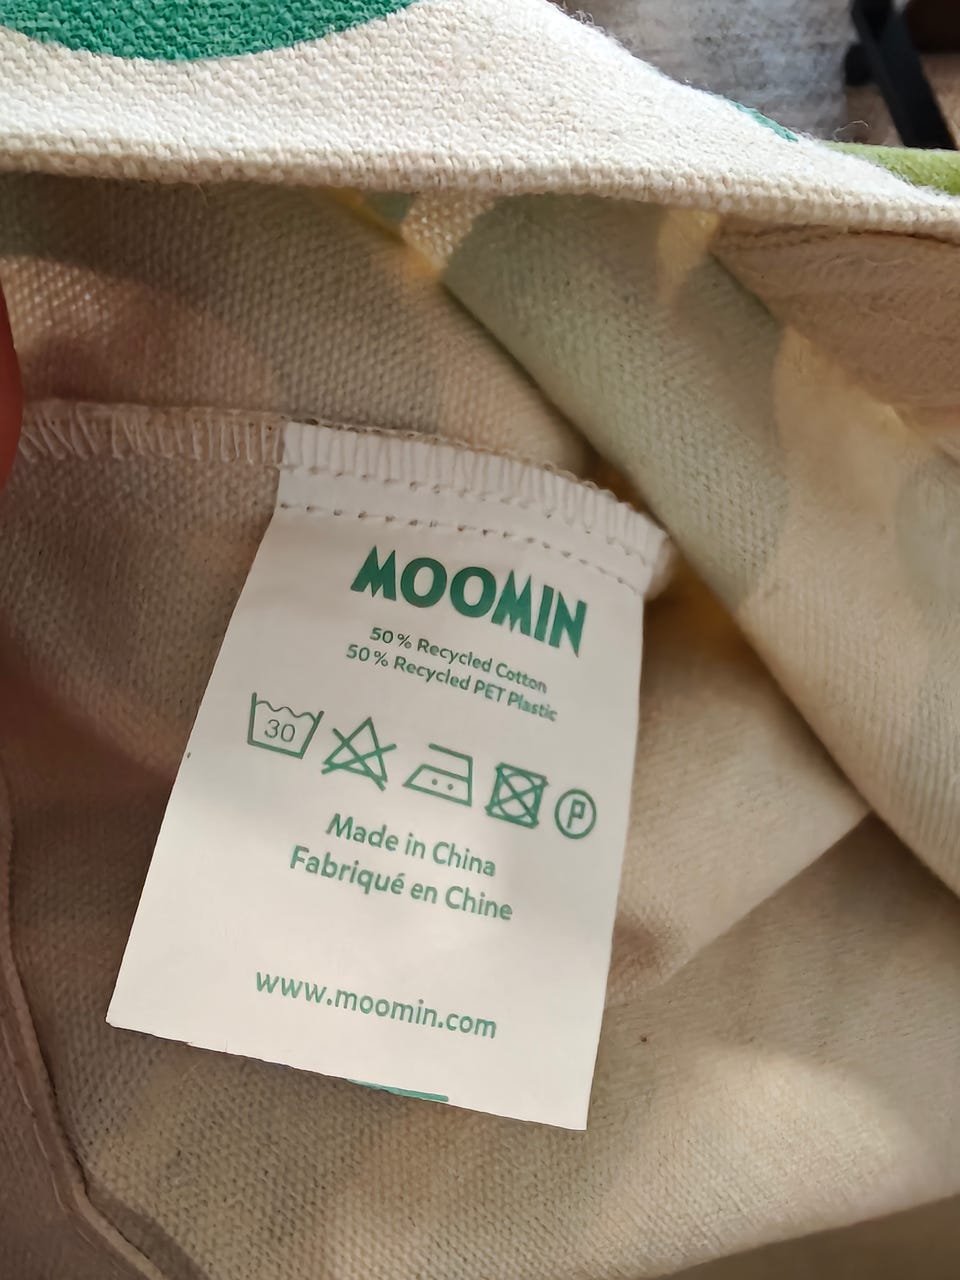 MOOMIN
50% Recycled Cotton
50% Recycled PET Plastic
30
P
Made in China
Fabriqué en Chine
www.moomin.com